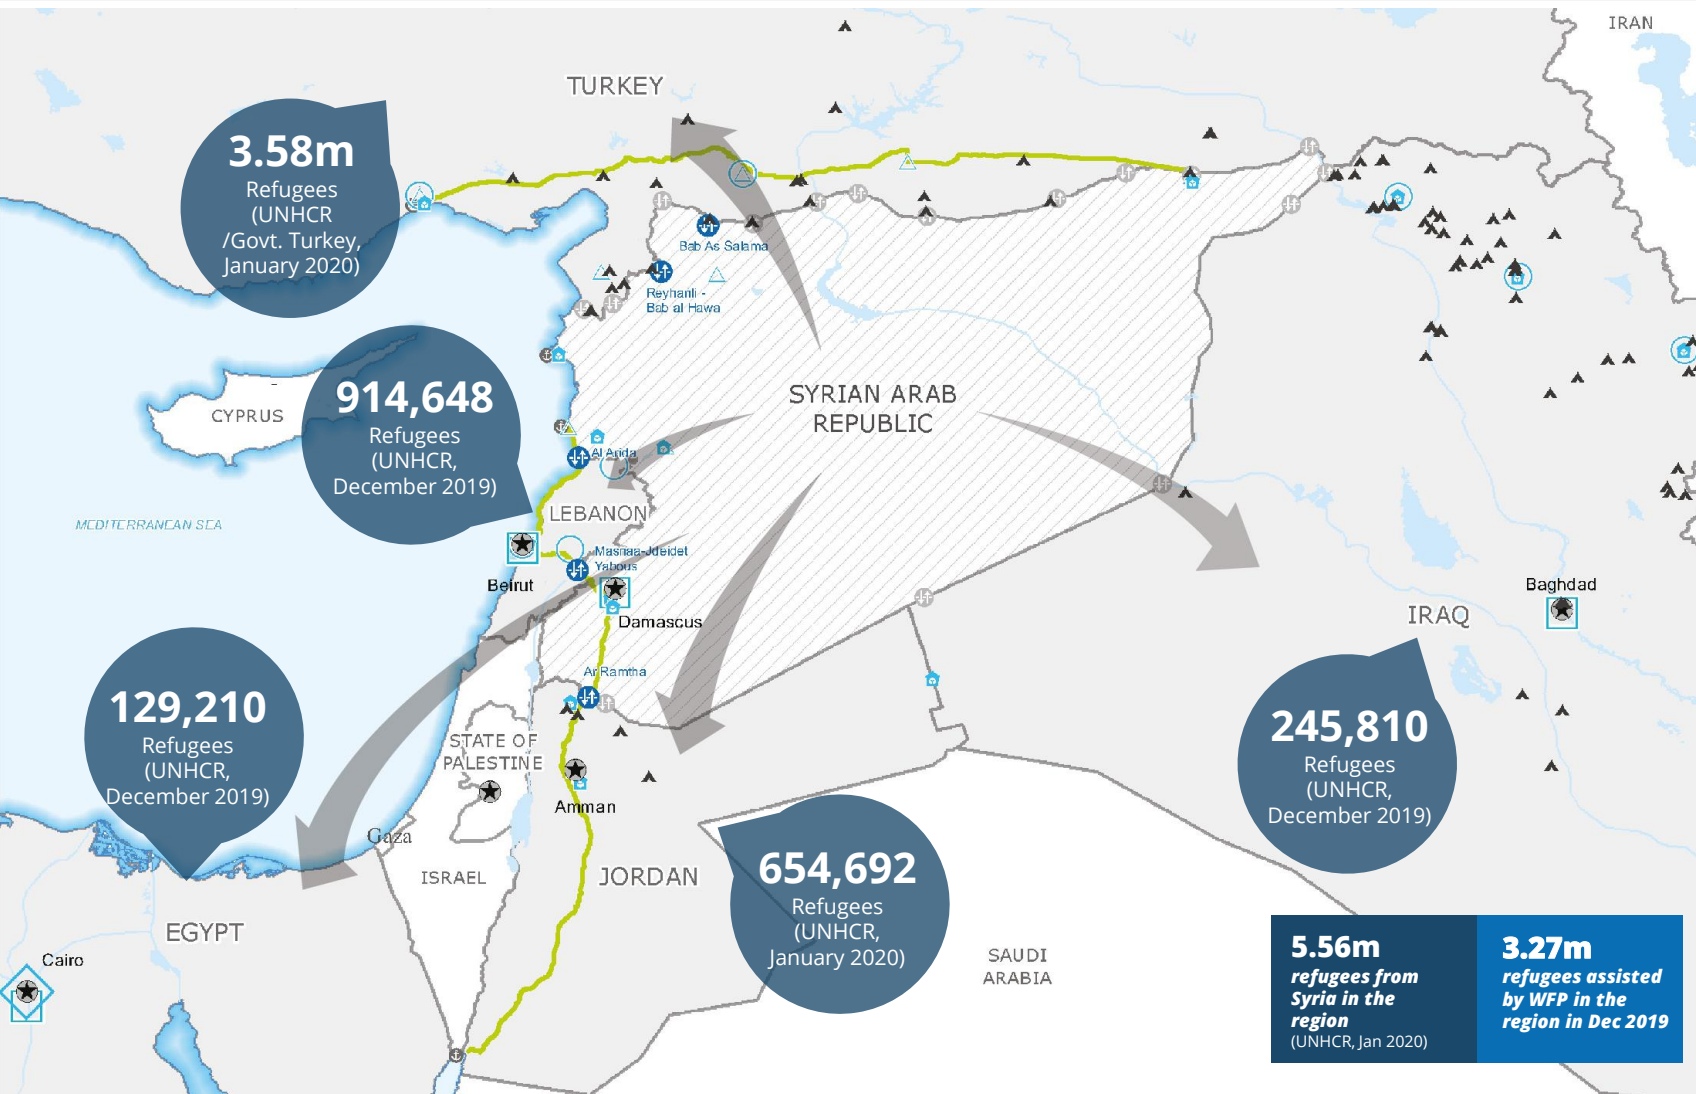 IRAN
TURKEY
3.58m
Refugees
(UNHCR
/Govt. Turkey,
January 2020)
Bab As Salama
Reyhanli -
Bab al Hawa
SYRIAN ARAB
REPUBLIC
CYPRUS
914,648
Refugees
(UNHCR,
December 2019)
Al Arida
LEBANON
MEDITERRANEAN SEA
Masnaa-Jdeidet
Yabous
Beirut
Damascus
Baghdad
IRAQ
Ar Ramtha
129,210
Refugees
(UNHCR,
December 2019)
STATE OF
PALESTINE
Amman
245,810
Refugees
(UNHCR,
December 2019)
Gaza
ISRAEL
JORDAN
654,692
Refugees
(UNHCR,
January 2020)
EGYPT
Cairo
SAUDI
ARABIA
5.56m
refugees from
Syria in the
region
(UNHCR, Jan 2020)
3.27m
refugees assisted
by WFP in the
region in Dec 2019